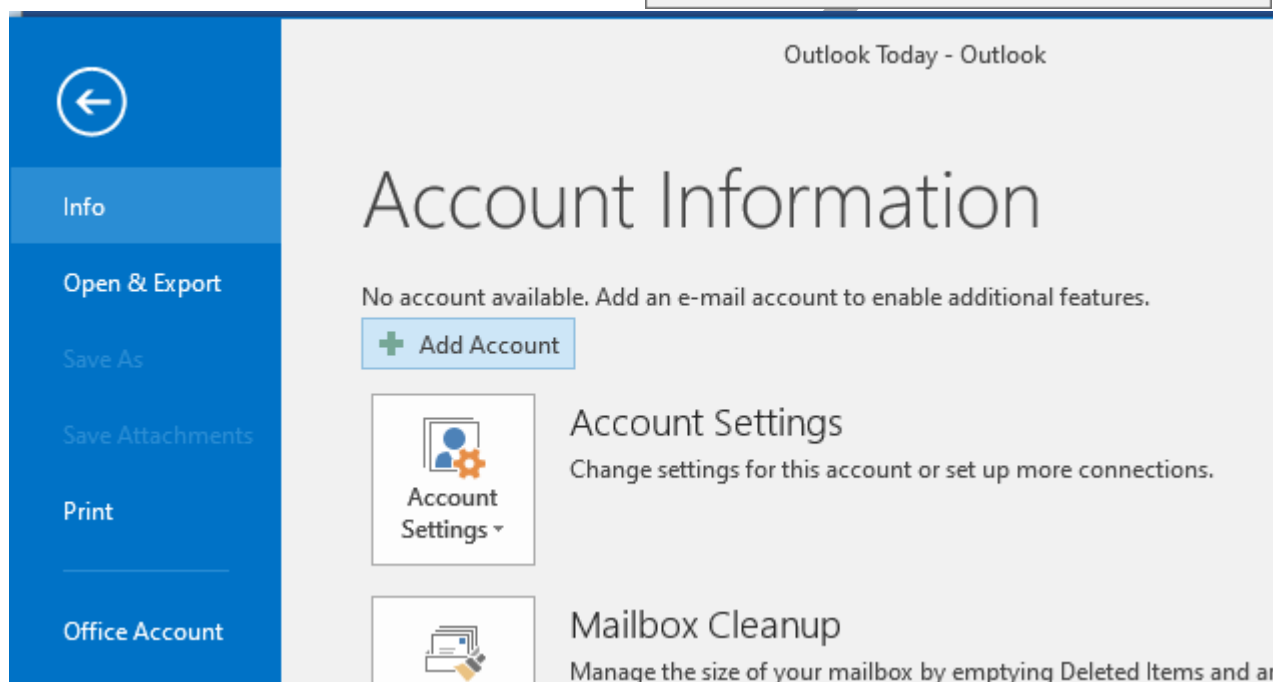 Outlook Today - Outlook
Info
Open & Export
Save As
Save Attachments
Print
Office Account
Account Information
No account available. Add an e-mail account to enable additional features.
Add Account
Account
Settings
Account Settings
Change settings for this account or set up more connections.
Mailbox Cleanup
Manage the size of your mailbox by emptying Deleted Items and